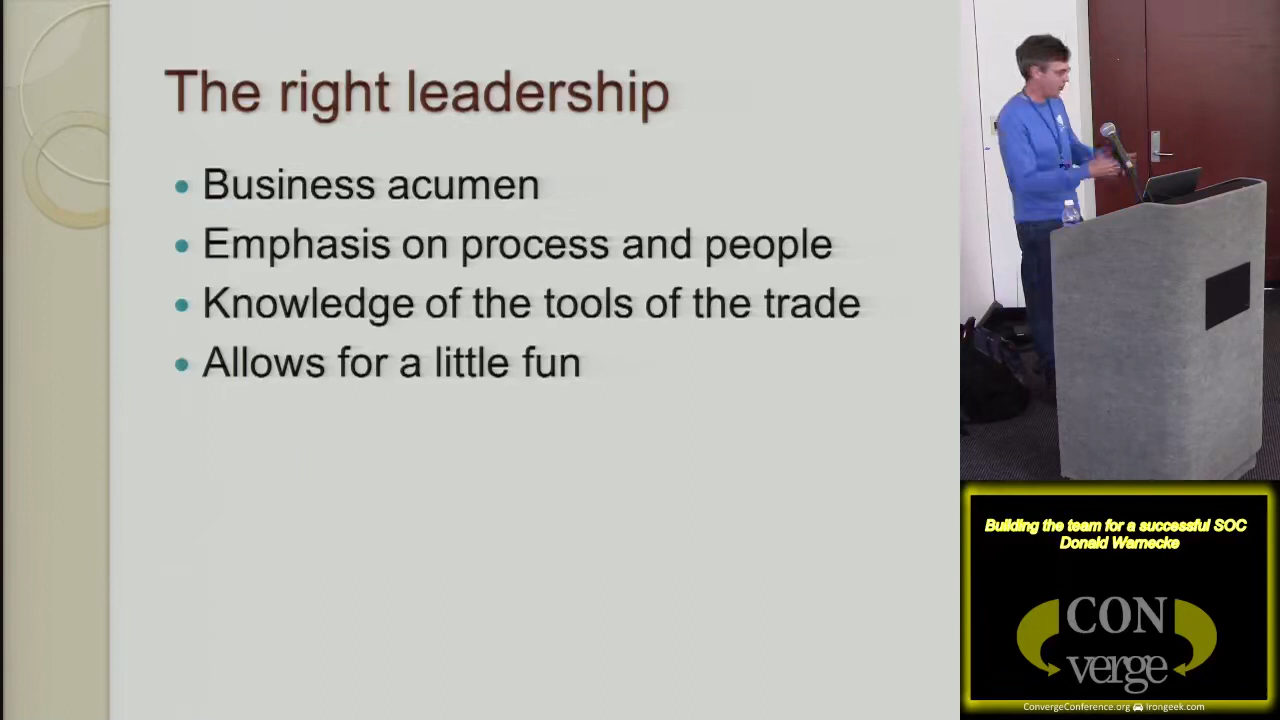 The right leadership
Business acumen
Emphasis on process and people
Knowledge of the tools of the trade
Allows for a little fun
Building the team for a successful SOC
Donald Warnecke
CON
verge
ConvergeConference.org Irongeek.com